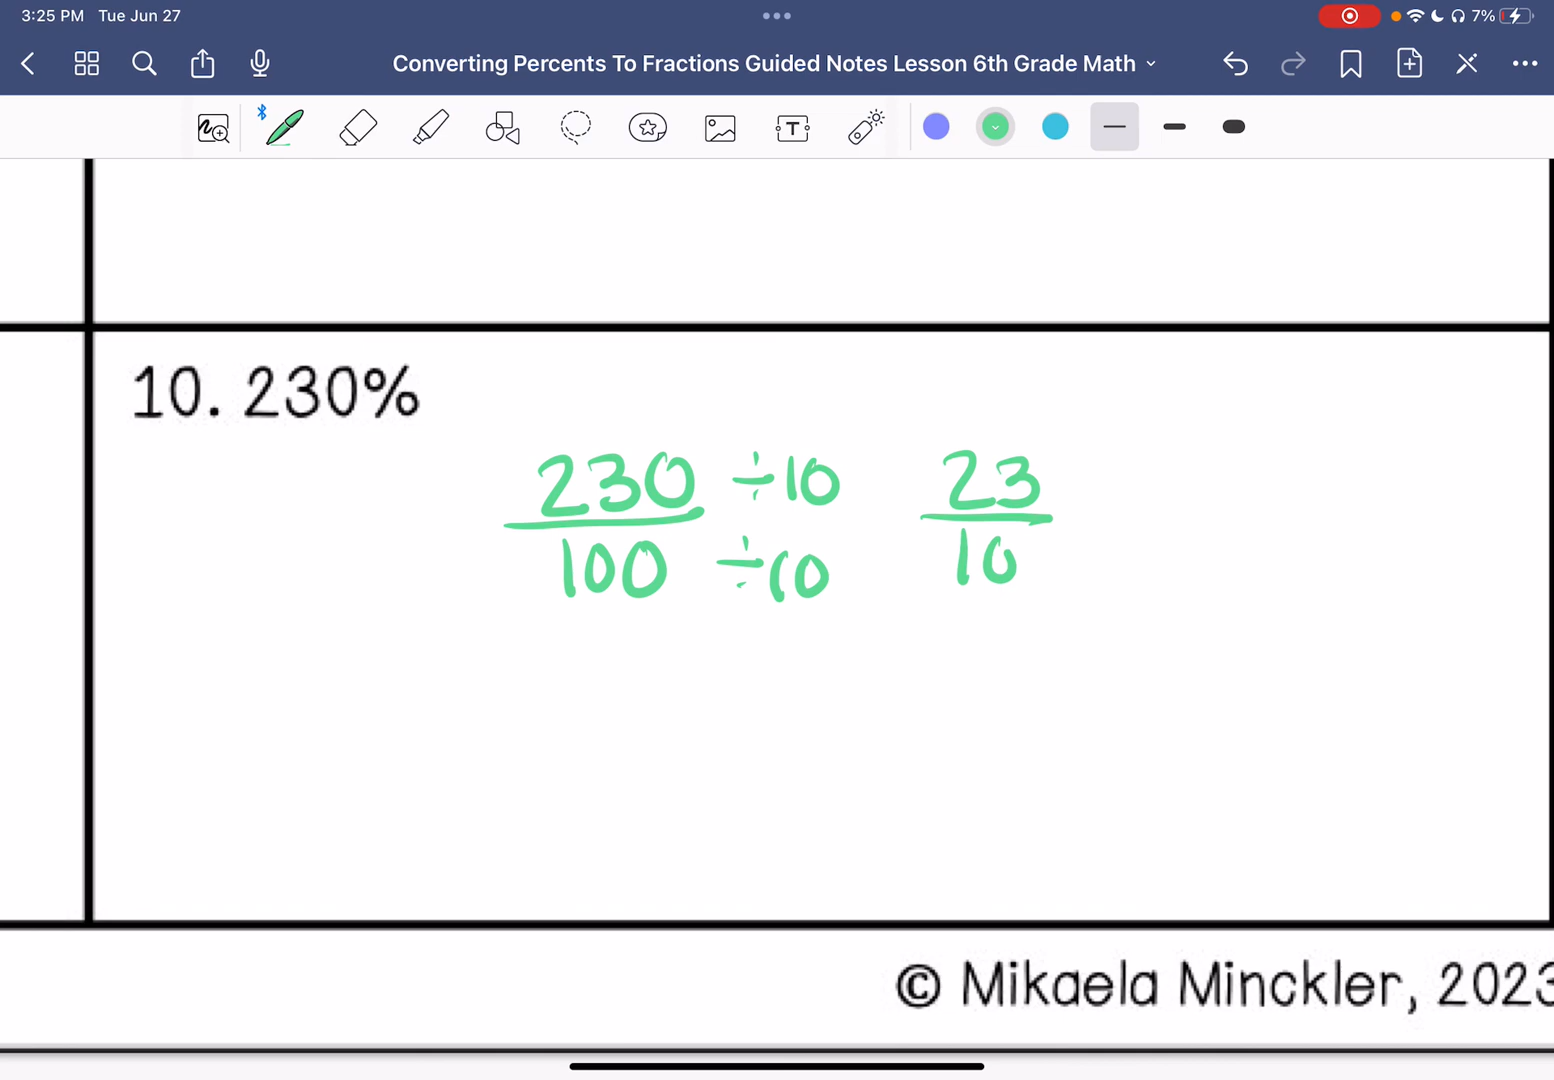 3:25 PM Tue Jun 27
7%
Converting Percents To Fractions Guided Notes Lesson 6th Grade Math
T
10. 230%
230 ÷10 23
100 ÷10 10
© Mikaela Minckler, 2023